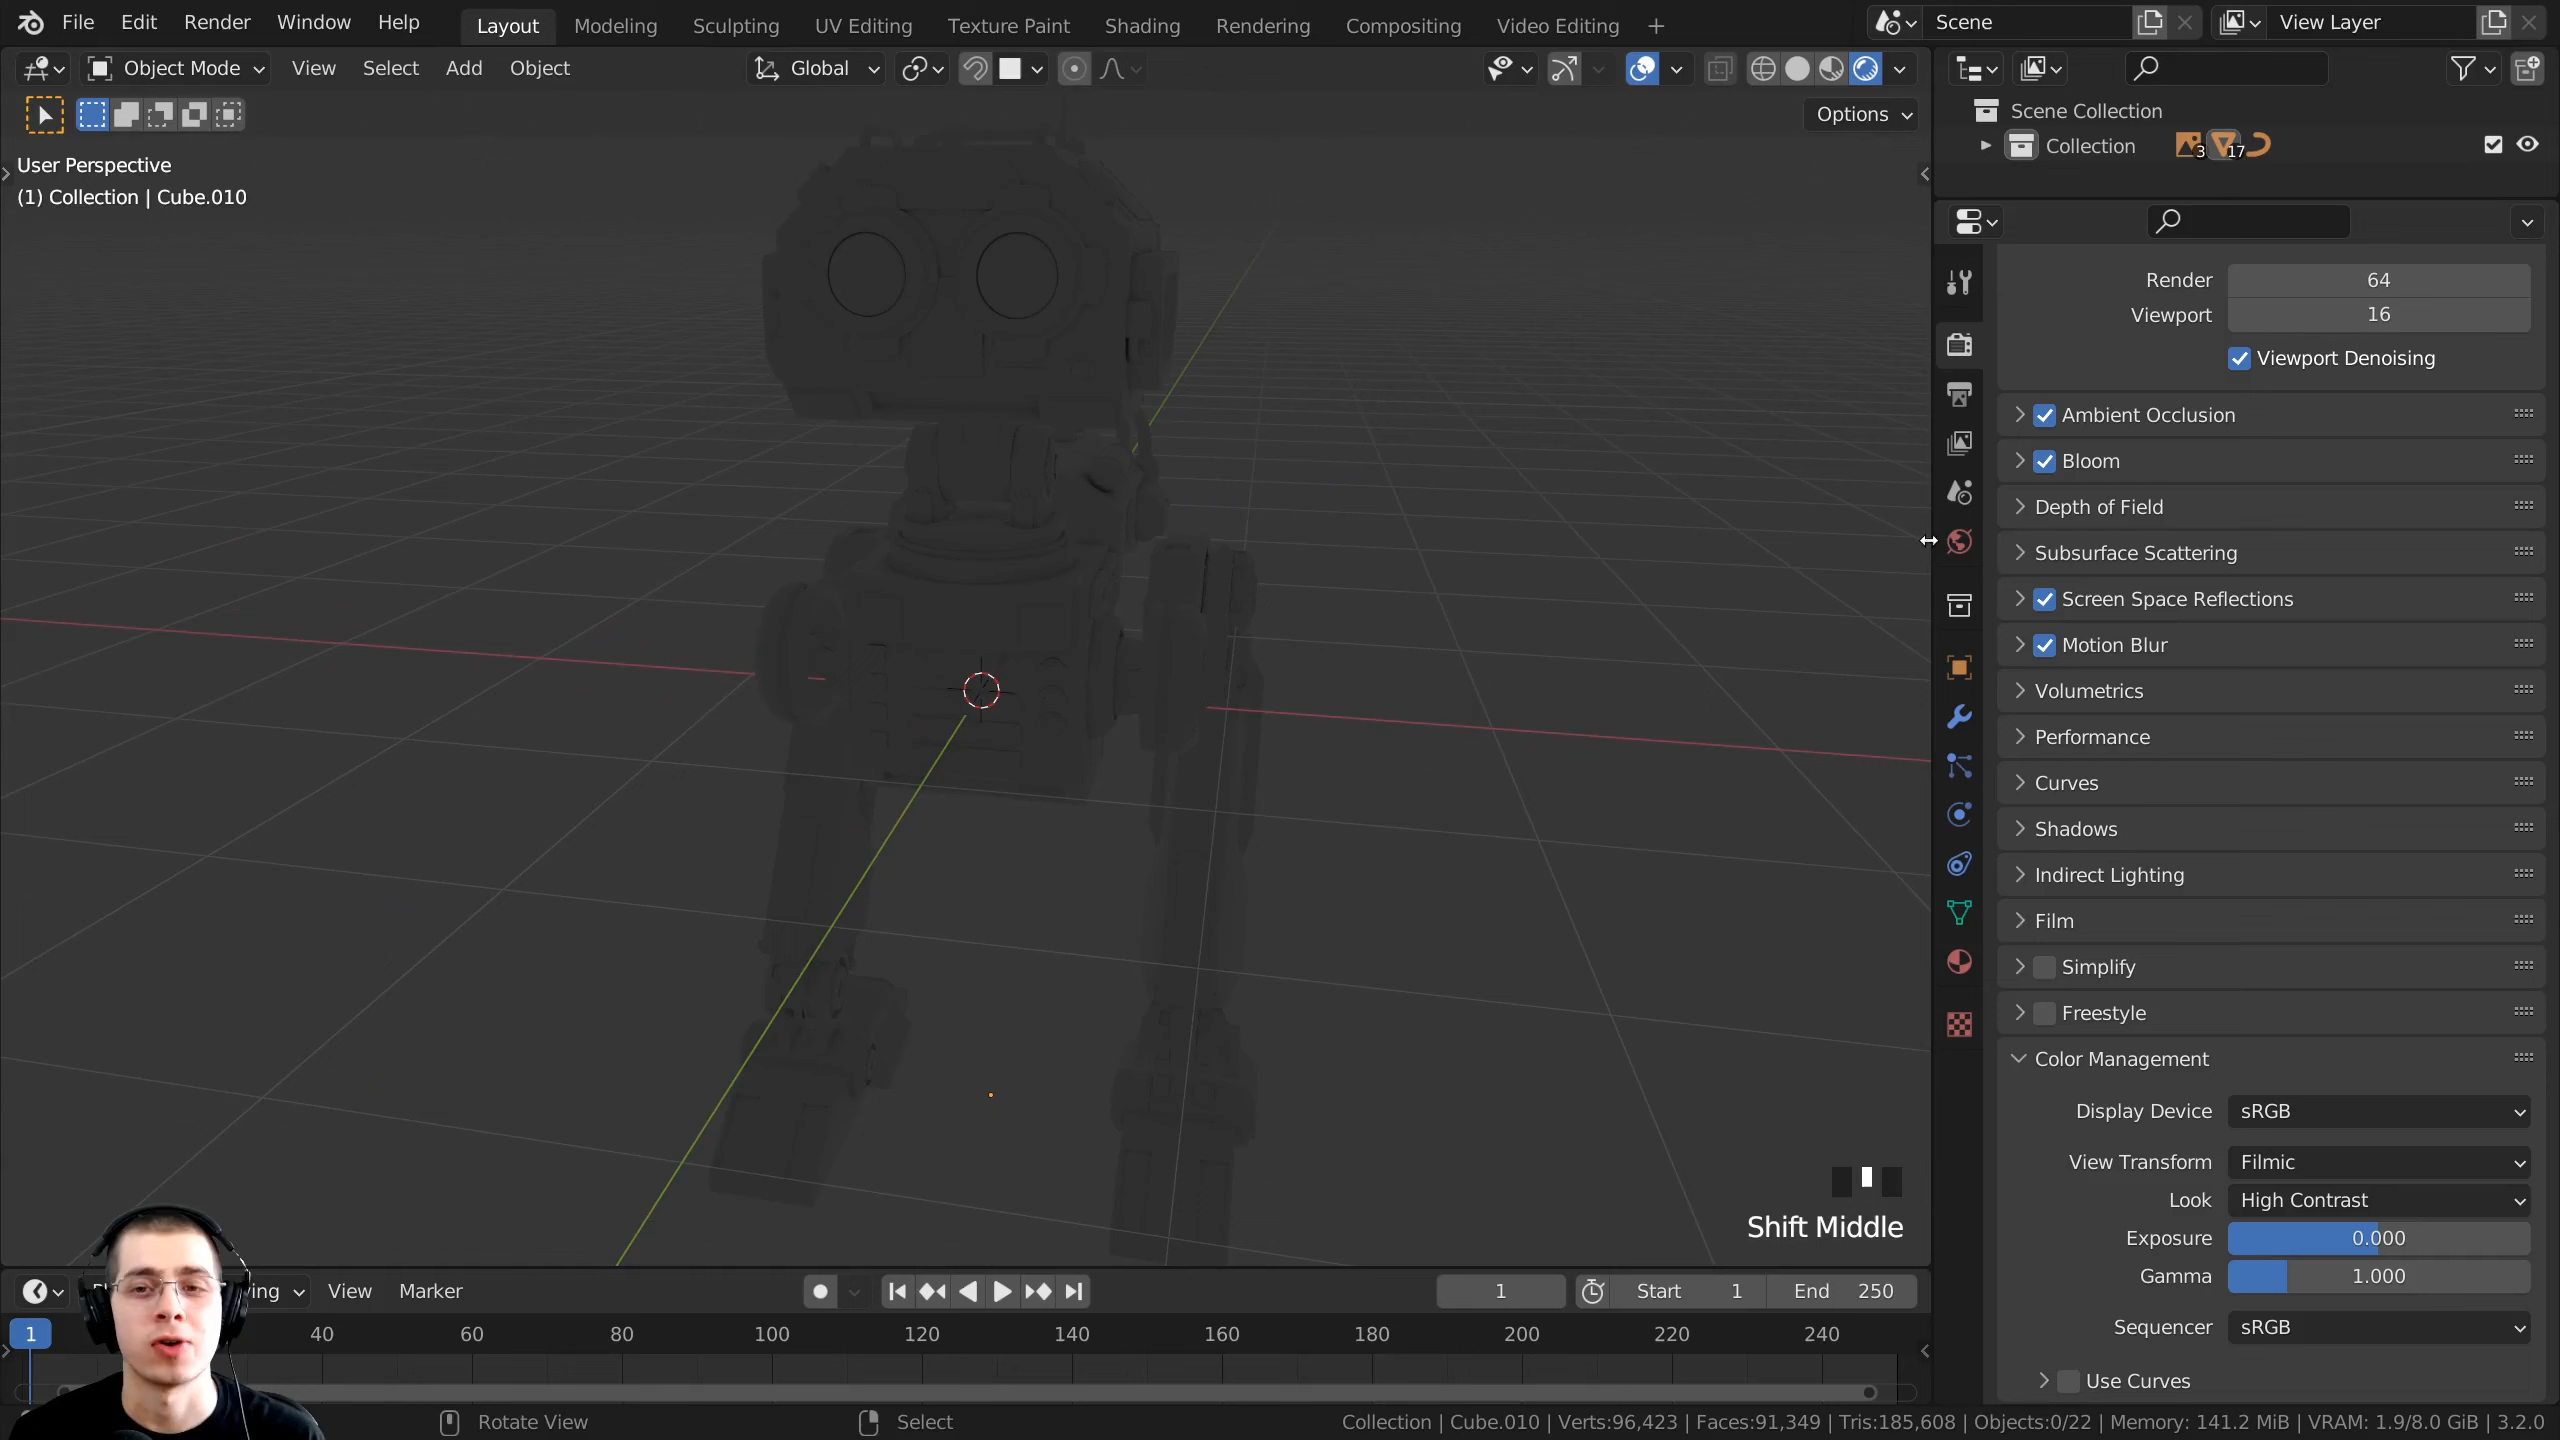 File Edit Render Window Help Layout Modeling Sculpting UV Editing Texture Paint Shading Rendering Compositing Video Editing + Scene View Layer
Object Mode View Select Add Object Global
Options
Scene Collection
Collection 3 17
User Perspective
(1) Collection | Cube.010
Render 64
Viewport 16
Viewport Denoising
Ambient Occlusion
Bloom
Depth of Field
Subsurface Scattering
Screen Space Reflections
Motion Blur
Volumetrics
Performance
Curves
Shadows
Indirect Lighting
Film
Simplify
Freestyle
Color Management
Display Device sRGB
View Transform Filmic
Look High Contrast
Exposure 0.000
Gamma 1.000
Sequencer sRGB
Use Curves
Shift Middle
View Marker 1 Start 1 End 250
1 40 60 80 100 120 140 160 180 200 220 240
Rotate View Select Collection | Cube.010 | Verts:96,423 | Faces:91,349 | Tris:185,608 | Objects:0/22 | Memory: 141.2 MiB | VRAM: 1.9/8.0 GiB | 3.2.0